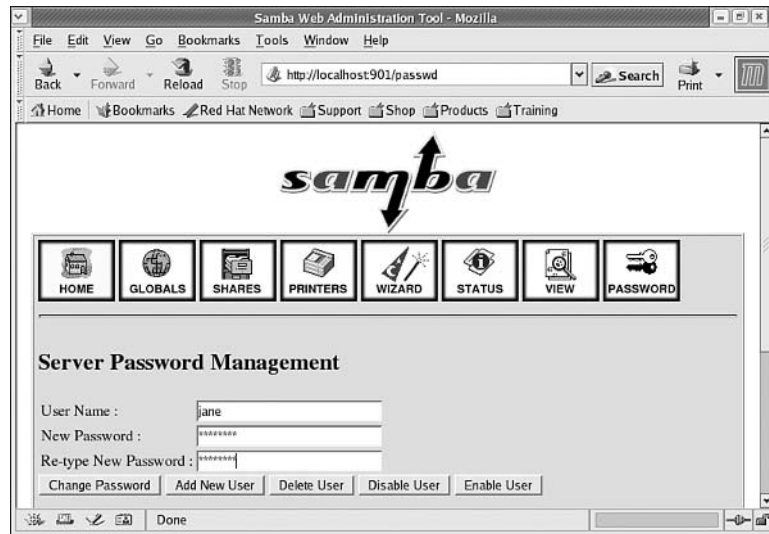 Samba Web Administration Tool - Mozilla
File Edit View Go Bookmarks Tools Window Help
Back Forward Reload Stop http://localhost:901/passwd Search Print
Home Bookmarks Red Hat Network Support Shop Products Training
samba
HOME GLOBALS SHARES PRINTERS WIZARD STATUS VIEW PASSWORD
Server Password Management
User Name : jane
New Password : ********
Re-type New Password : ********
Change Password Add New User Delete User Disable User Enable User
Done